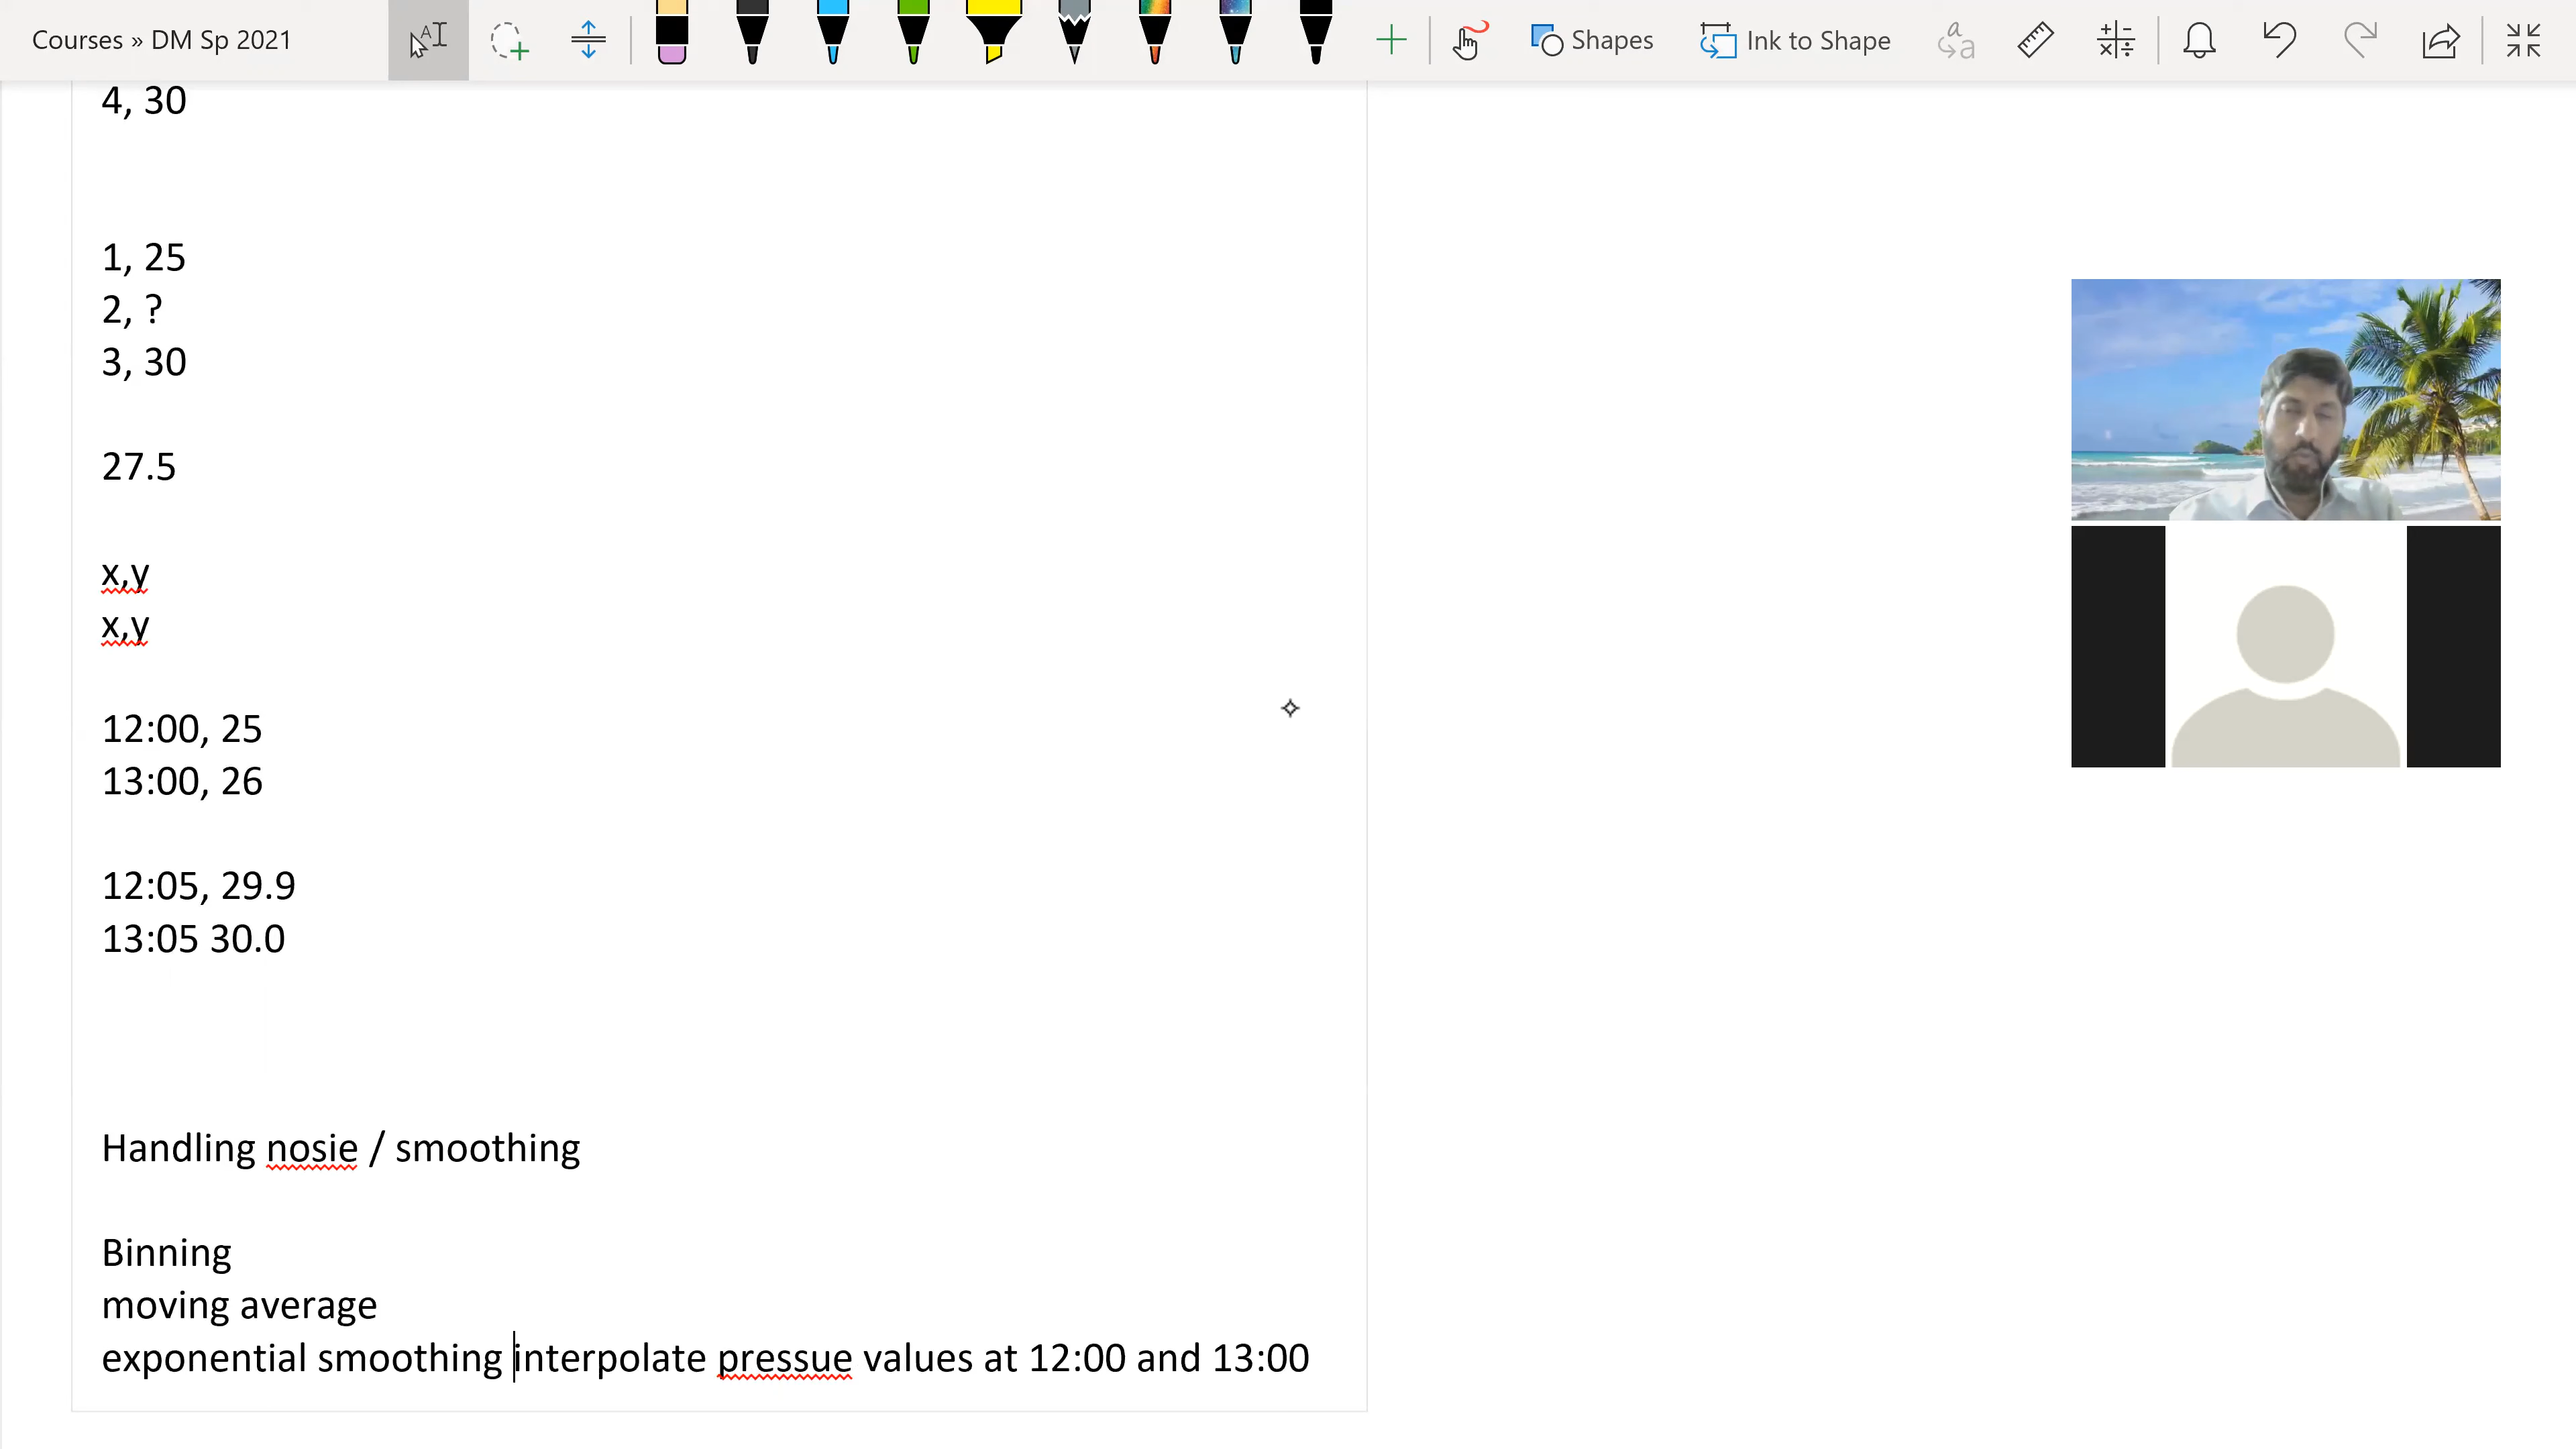 Courses » DM Sp 2021
Shapes
Ink to Shape
4, 30
1, 25
2, ?
3, 30
27.5
x,y
x,y
12:00, 25
13:00, 26
12:05, 29.9
13:05 30.0
Handling nosie / smoothing
Binning
moving average
exponential smoothing interpolate pressue values at 12:00 and 13:00